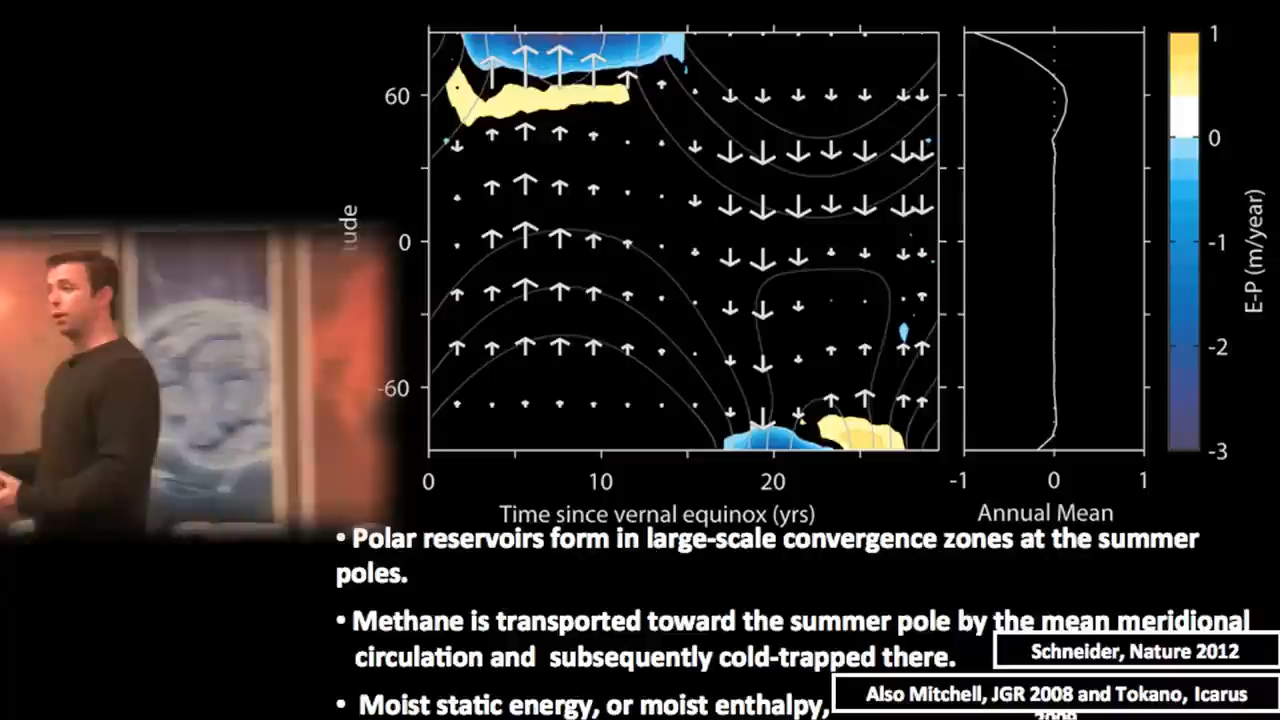 60
0
-60
ude
0
10
20
Time since vernal equinox (yrs)
-1
0
1
Annual Mean
1
0
-1
-2
-3
E-P (m/year)
• Polar reservoirs form in large-scale convergence zones at the summer
poles.
• Methane is transported toward the summer pole by the mean meridional
circulation and subsequently cold-trapped there.
Schneider, Nature 2012
• Moist static energy, or moist enthalpy,
Also Mitchell, JGR 2008 and Tokano, Icarus
2009